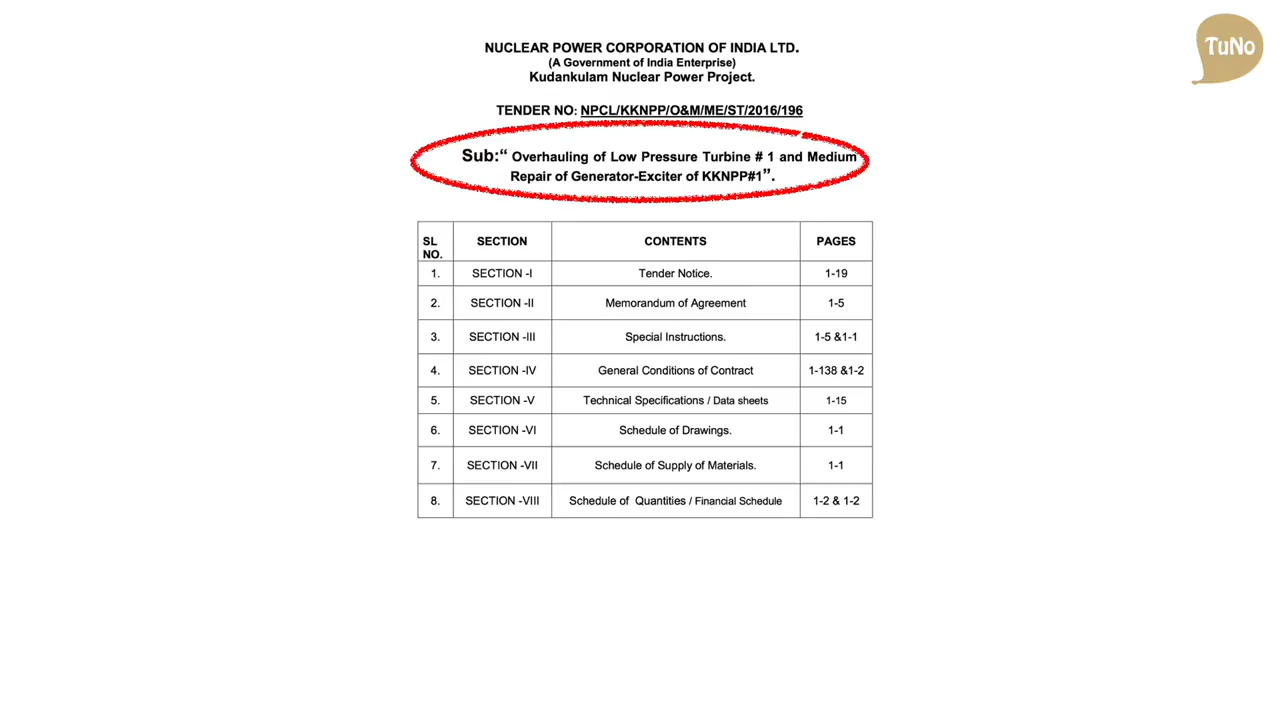 TuNo
NUCLEAR POWER CORPORATION OF INDIA LTD.
(A Government of India Enterprise)
Kudankulam Nuclear Power Project.
TENDER NO: NPCL/KKNPP/O&M/ME/ST/2016/196
Sub:“ Overhauling of Low Pressure Turbine # 1 and Medium
Repair of Generator-Exciter of KKNPP#1”.
SL NO. SECTION CONTENTS PAGES
1. SECTION -I Tender Notice. 1-19
2. SECTION -II Memorandum of Agreement 1-5
3. SECTION -III Special Instructions. 1-5 &1-1
4. SECTION -IV General Conditions of Contract 1-138 &1-2
5. SECTION -V Technical Specifications / Data sheets 1-15
6. SECTION -VI Schedule of Drawings. 1-1
7. SECTION -VII Schedule of Supply of Materials. 1-1
8. SECTION -VIII Schedule of Quantities / Financial Schedule 1-2 & 1-2